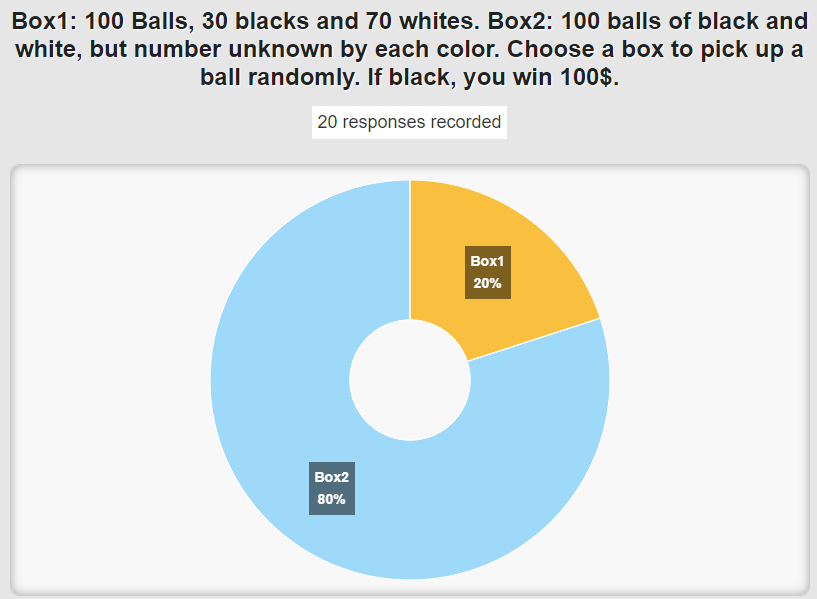 Box1: 100 Balls, 30 blacks and 70 whites. Box2: 100 balls of black and
white, but number unknown by each color. Choose a box to pick up a
ball randomly. If black, you win 100$.
20 responses recorded
Box1
20%
Box2
80%